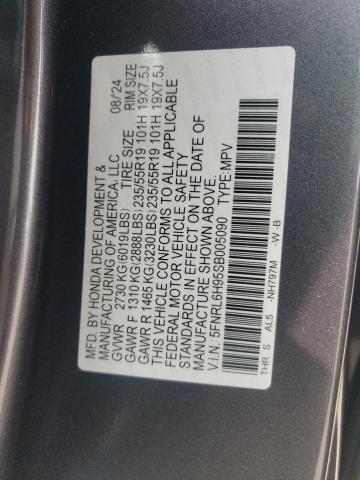 MFD. BY HONDA DEVELOPMENT &
MANUFACTURING OF AMERICA, LLC 08/24
GVWR 2730 KG(6019LBS) TIRE SIZE RIM SIZE
GAWR F 1310 KG(2888LBS) 235/55R19 101H 19X7.5J
GAWR R 1465 KG(3230LBS) 235/55R19 101H 19X7.5J
THIS VEHICLE CONFORMS TO ALL APPLICABLE
FEDERAL MOTOR VEHICLE SAFETY
STANDARDS IN EFFECT ON THE DATE OF
MANUFACTURE SHOWN ABOVE.
V.I.N.: 5FNRL6H95SB005090 TYPE:MPV
THR S AL5 -NH797M -W-B